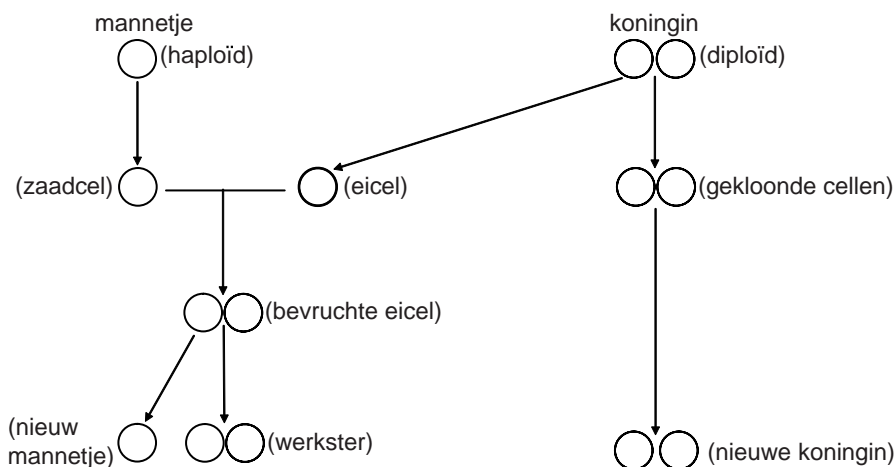 mannetje
koningin
(haploïd)
(diploïd)
(zaadcel)
(eicel)
(gekloonde cellen)
(bevruchte eicel)
(nieuw
mannetje)
(werkster)
(nieuwe koningin)